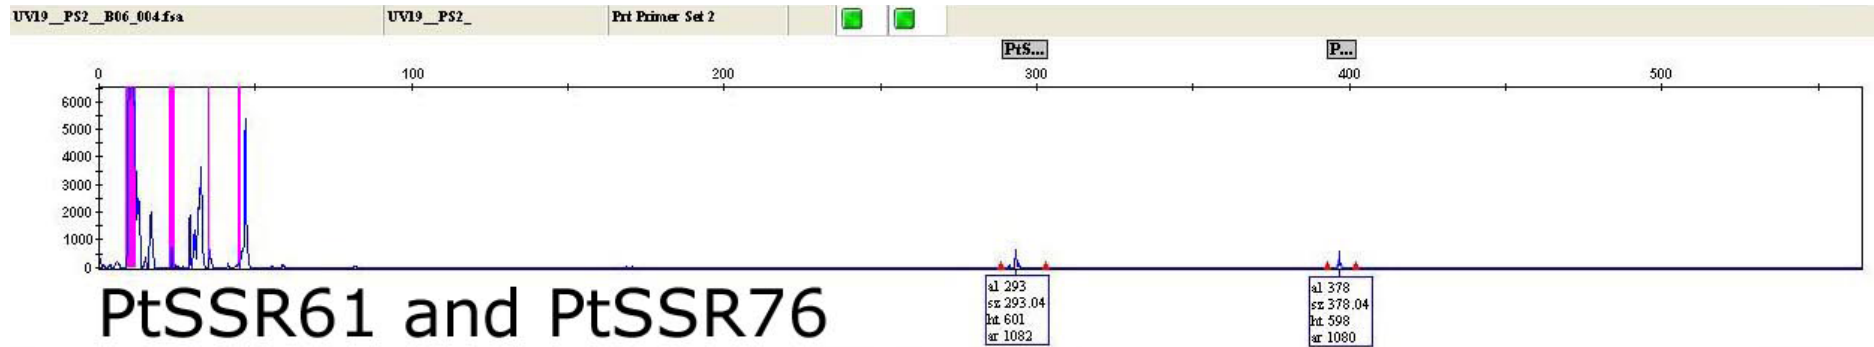 UV19__PS2__B06_004.fsa UV19__PS2_ Prt Primer Set 2
PtS... P...
0 100 200 300 400 500
6000
5000
4000
3000
2000
1000
0
al 293
sz 293.04
ht 601
ar 1082
al 378
sz 378.04
ht 598
ar 1080
PtSSR61 and PtSSR76